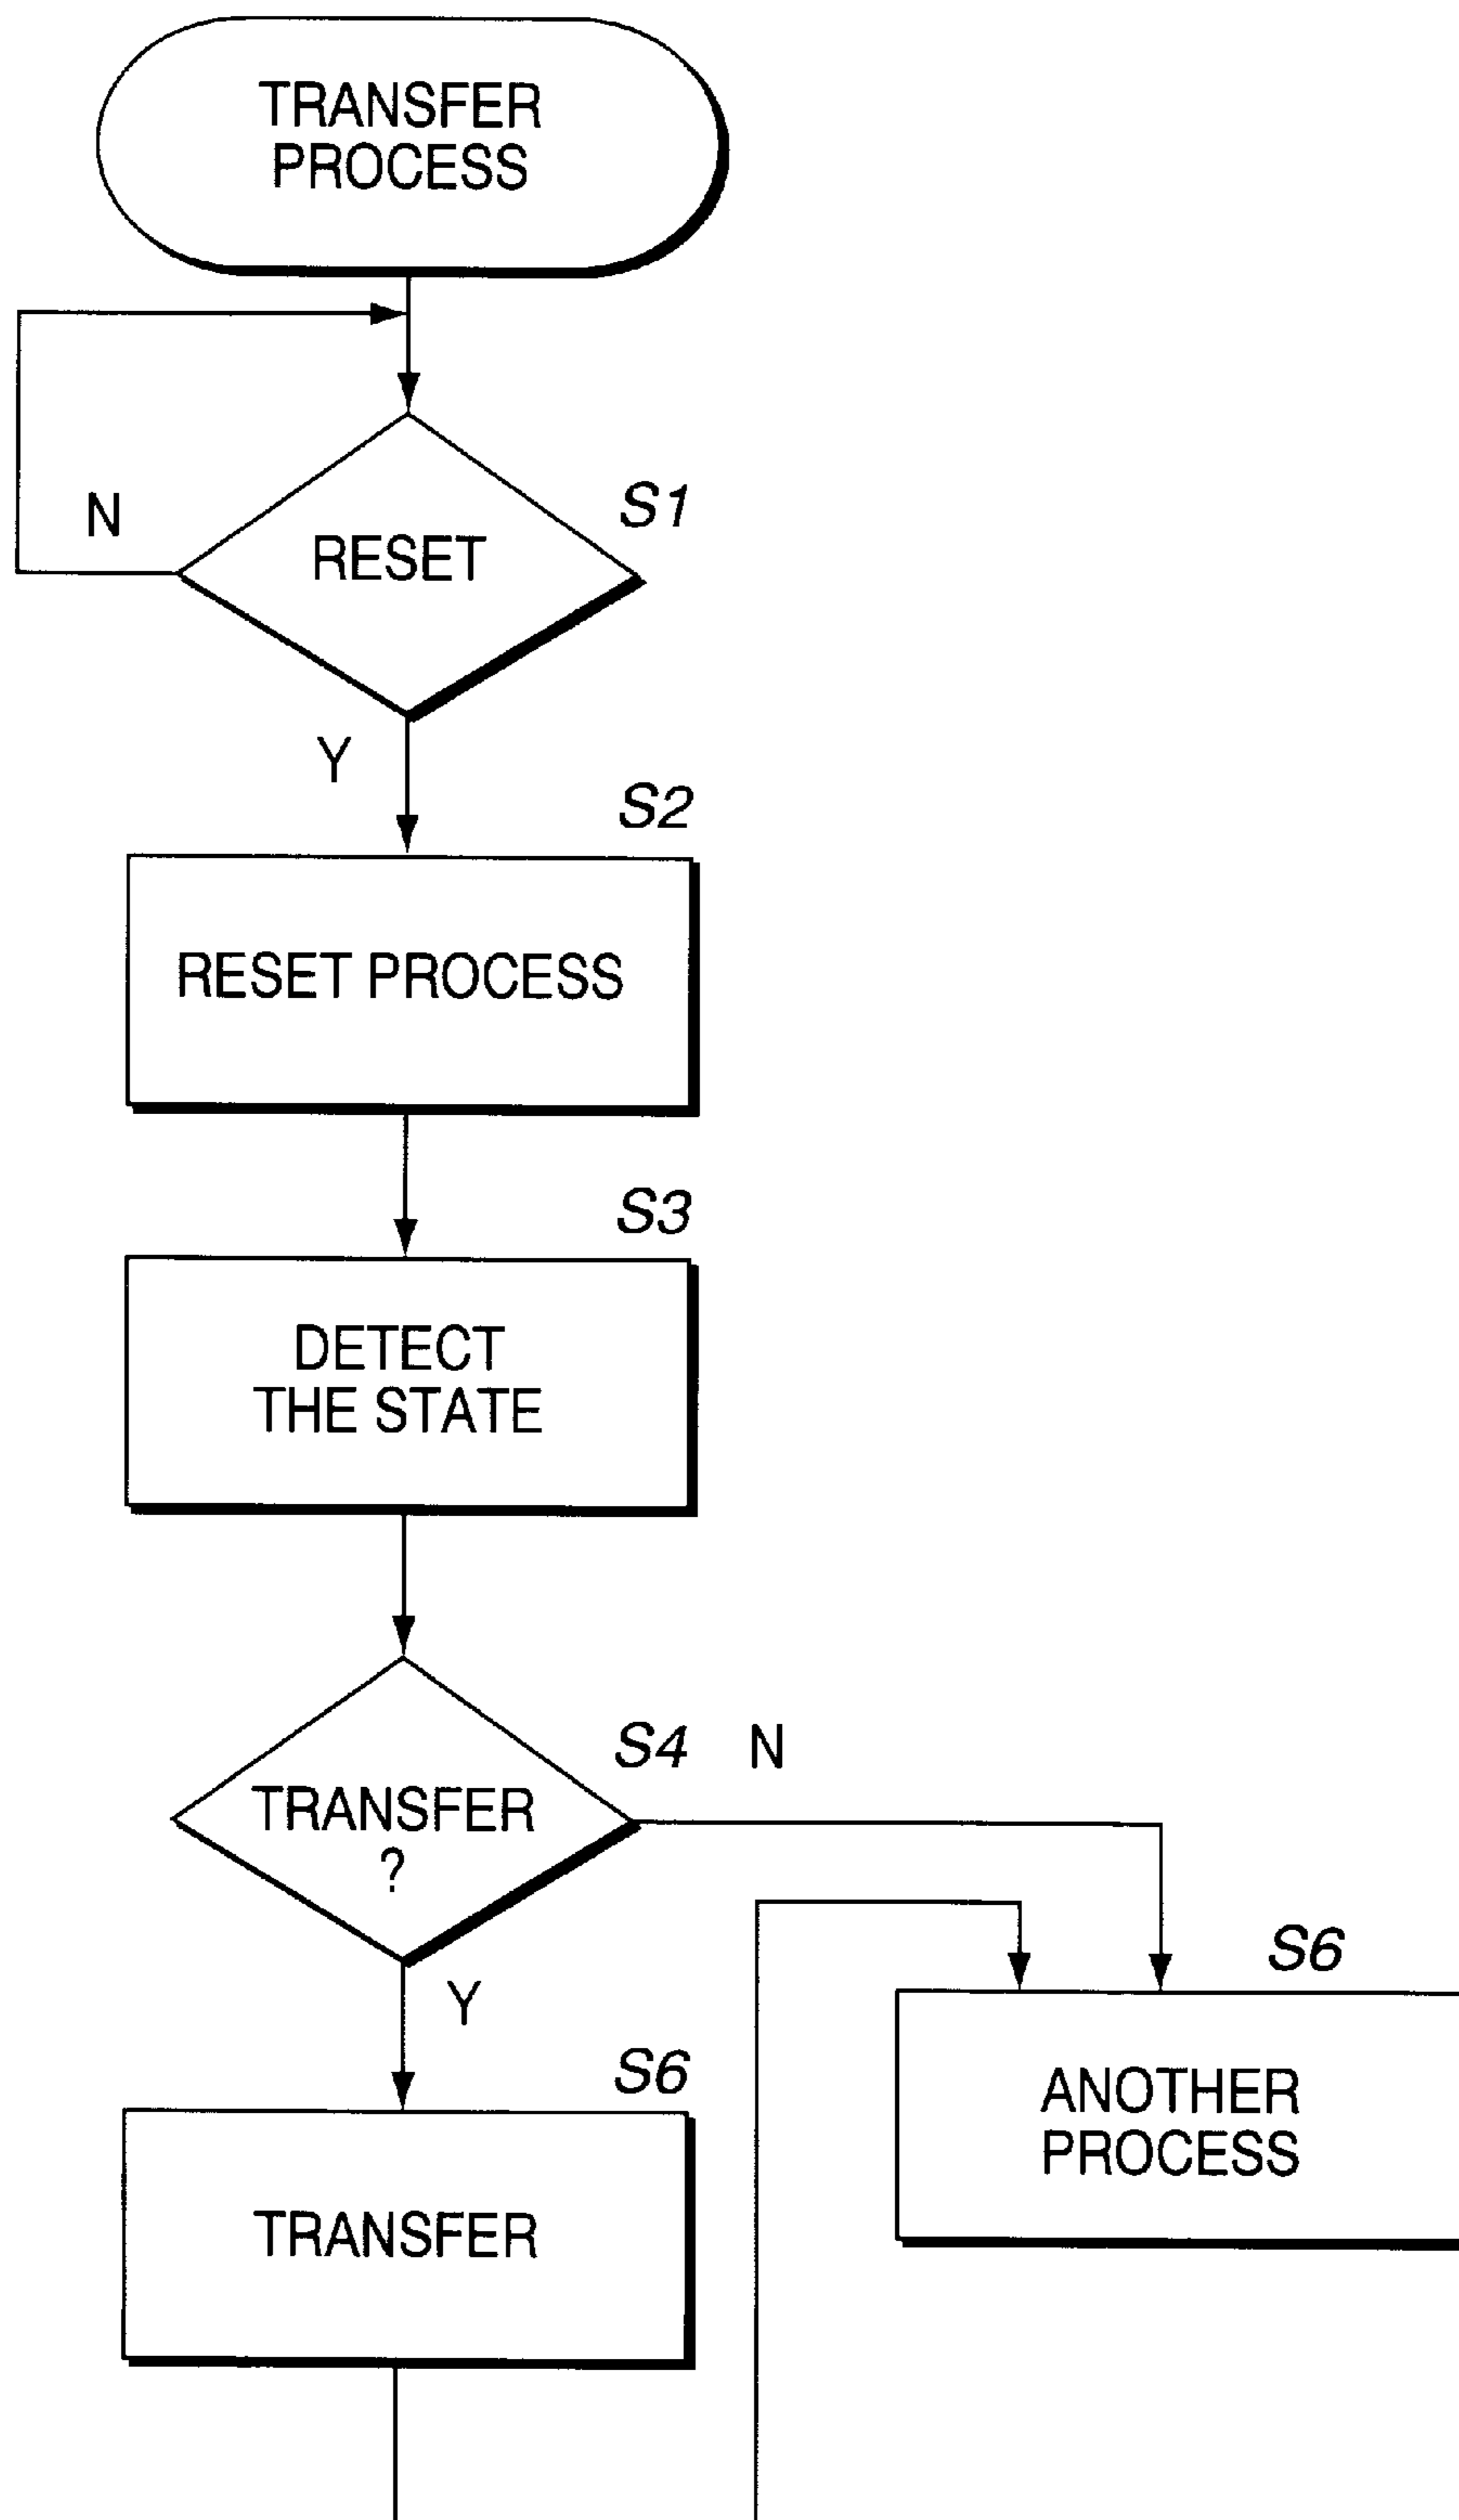 TRANSFER
PROCESS
S1
N
RESET
Y
S2
RESET PROCESS
S3
DETECT
THE STATE
S4
N
TRANSFER
?
Y
S6
ANOTHER
PROCESS
S6
TRANSFER